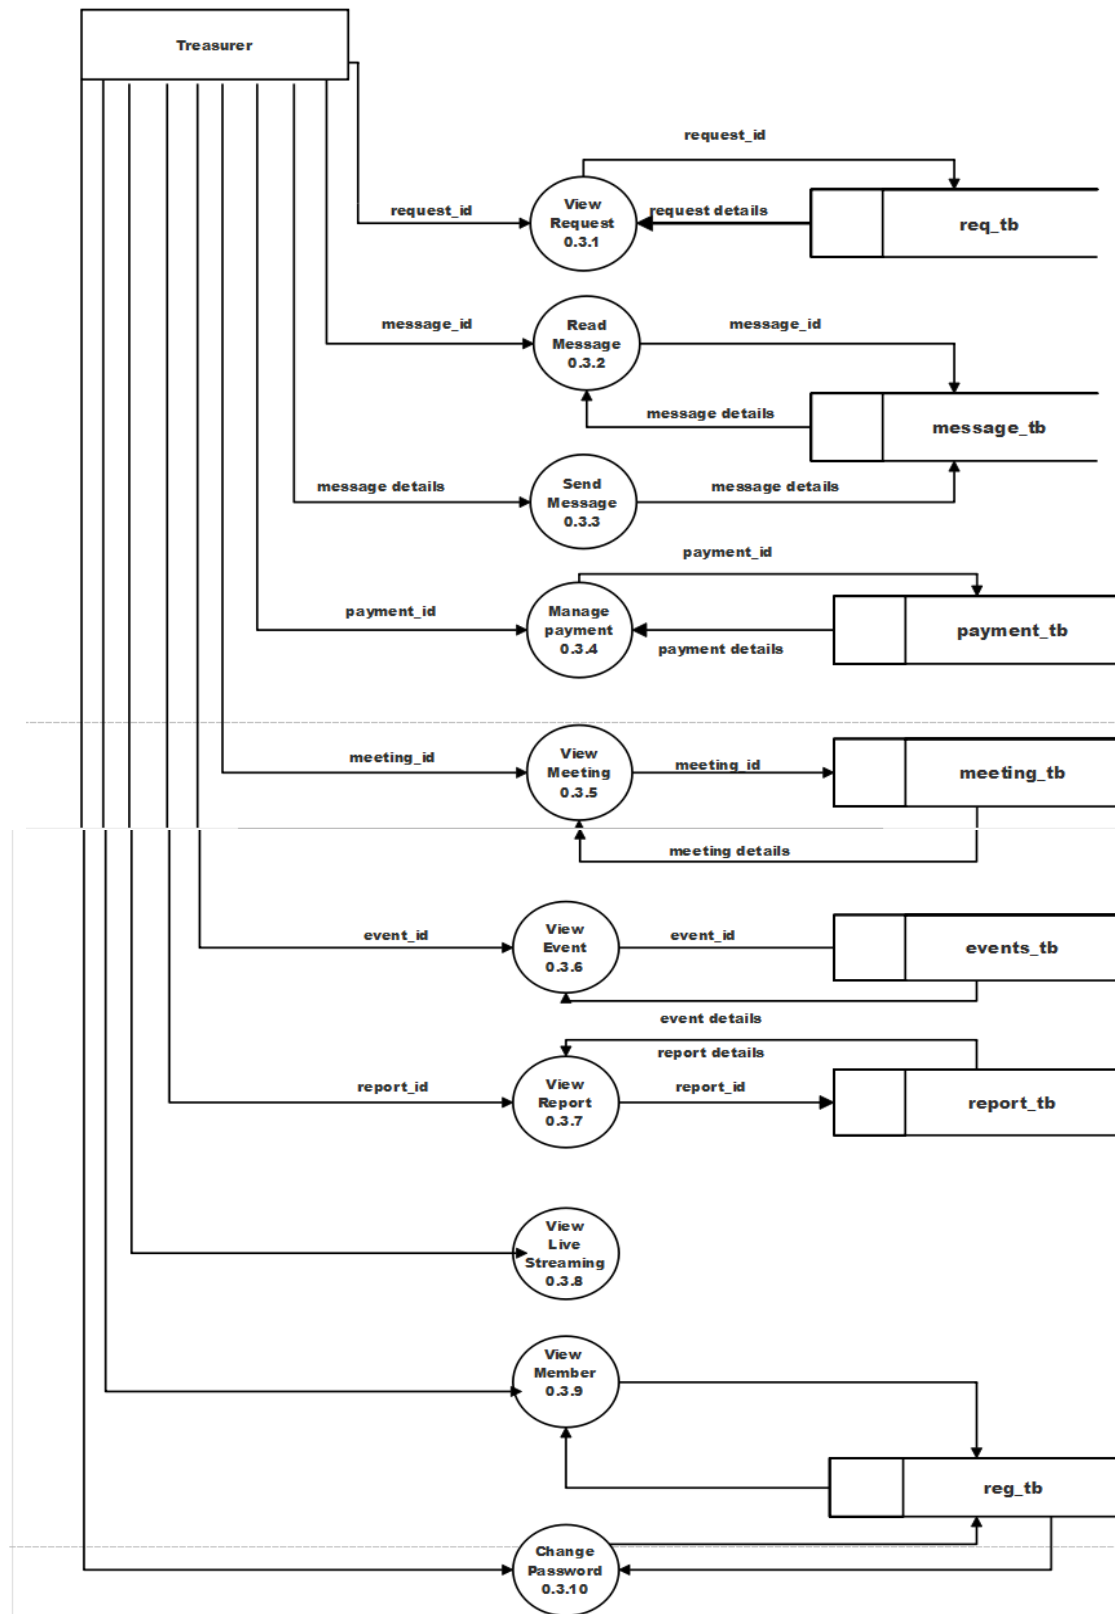 Treasurer
request_id
View
Request
0.3.1
request_id
request details
req_tb
message_id
Read
Message
0.3.2
message_id
message details
message_tb
message details
Send
Message
0.3.3
message details
payment_id
payment_id
Manage
payment
0.3.4
payment details
payment_tb
meeting_id
View
Meeting
0.3.5
meeting_id
meeting_tb
meeting details
event_id
View
Event
0.3.6
event_id
events_tb
event details
report details
report_id
View
Report
0.3.7
report_id
report_tb
View
Live
Streaming
0.3.8
View
Member
0.3.9
reg_tb
Change
Password
0.3.10